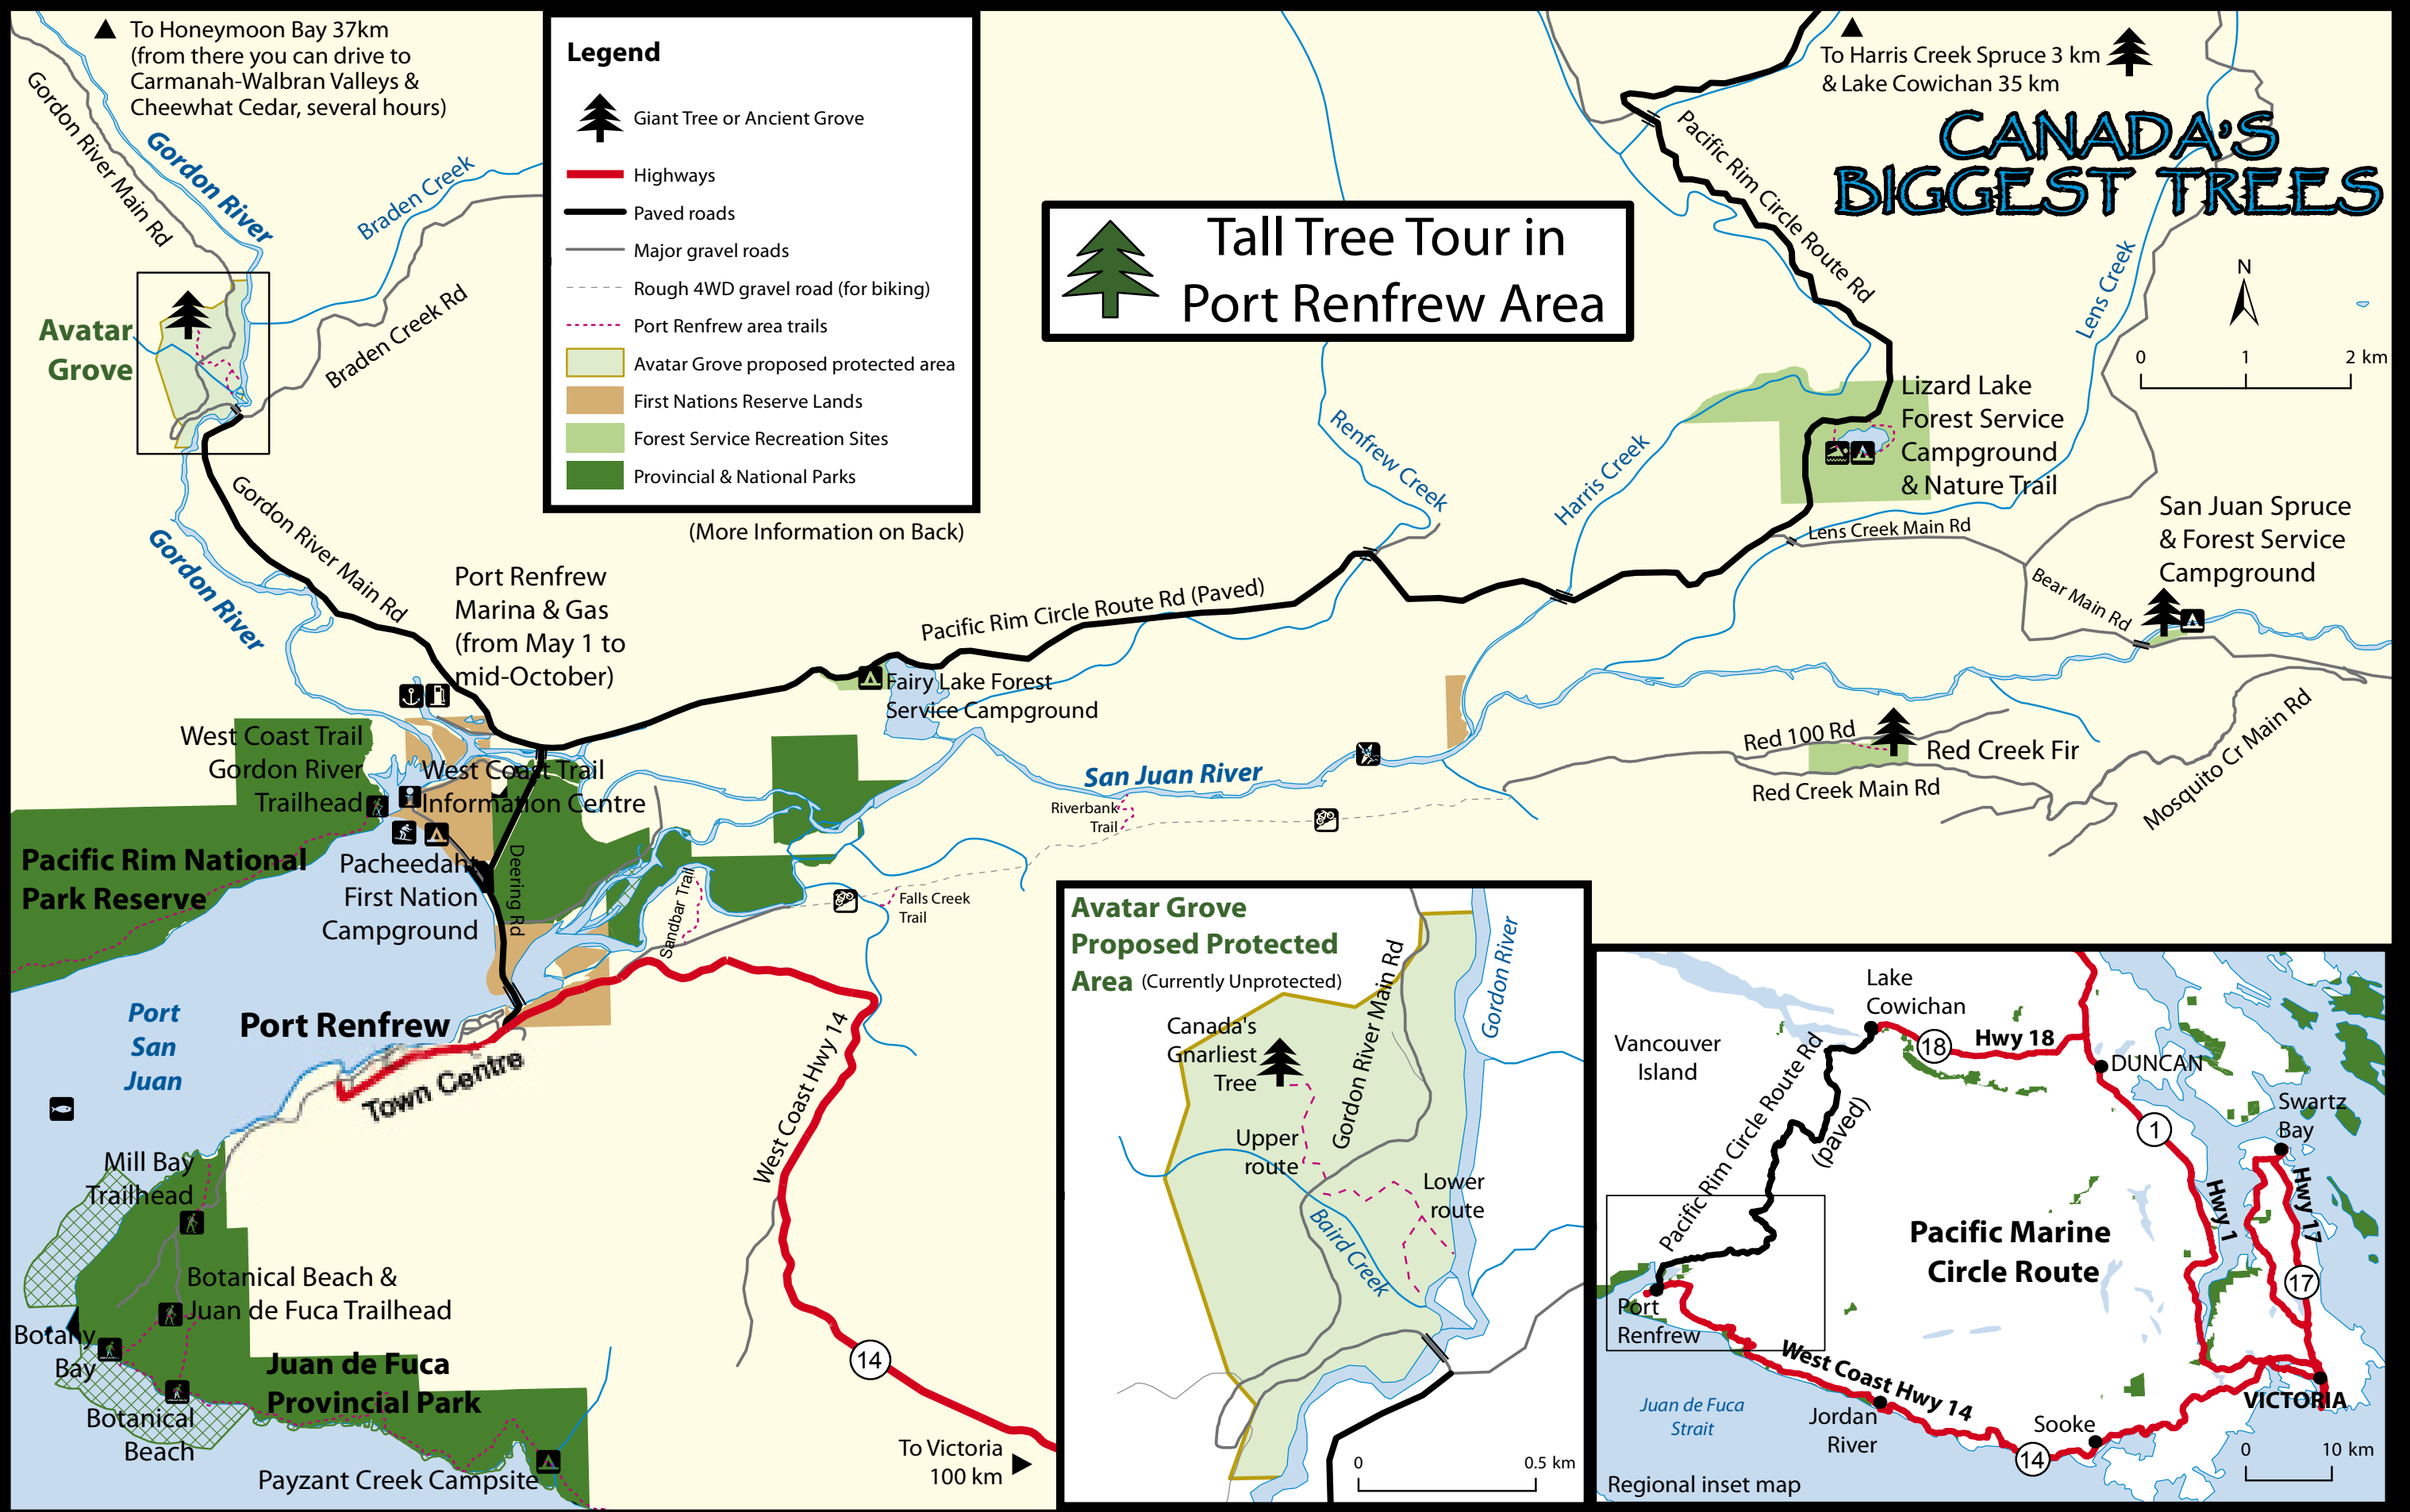 To Honeymoon Bay 37km
(from there you can drive to
Carmanah-Walbran Valleys &
Cheewhat Cedar, several hours)
Gordon River Main Rd
Gordon River
Braden Creek
Braden Creek Rd
Avatar
Grove
Gordon River Main Rd
Gordon River
Legend
Giant Tree or Ancient Grove
Highways
Paved roads
Major gravel roads
Rough 4WD gravel road (for biking)
Port Renfrew area trails
Avatar Grove proposed protected area
First Nations Reserve Lands
Forest Service Recreation Sites
Provincial & National Parks
(More Information on Back)
Tall Tree Tour in
Port Renfrew Area
To Harris Creek Spruce 3 km
& Lake Cowichan 35 km
CANADA'S
BIGGEST TREES
Pacific Rim Circle Route Rd
Lens Creek
N
0 1 2 km
Lizard Lake
Forest Service
Campground
& Nature Trail
Renfrew Creek
Harris Creek
Lens Creek Main Rd
San Juan Spruce
& Forest Service
Campground
Bear Main Rd
Port Renfrew
Marina & Gas
(from May 1 to
mid-October)
Pacific Rim Circle Route Rd (Paved)
Fairy Lake Forest
Service Campground
West Coast Trail
Gordon River
Trailhead
West Coast Trail
Information Centre
San Juan River
Riverbank
Trail
Red 100 Rd
Red Creek Fir
Red Creek Main Rd
Mosquito Cr Main Rd
Pacific Rim National
Park Reserve
Pacheedaht
First Nation
Campground
Deering Rd
Sandbar Trail
Falls Creek
Trail
Port
San
Juan
Port Renfrew
Town Centre
West Coast Hwy 14
Mill Bay
Trailhead
Botanical Beach &
Juan de Fuca Trailhead
Botany
Bay
Juan de Fuca
Provincial Park
Botanical
Beach
Payzant Creek Campsite
14
To Victoria
100 km
Avatar Grove
Proposed Protected
Area (Currently Unprotected)
Canada's
Gnarliest
Tree
Gordon River Main Rd
Gordon River
Upper
route
Lower
route
Baird Creek
0 0.5 km
Lake
Cowichan
Vancouver
Island
18
Hwy 18
DUNCAN
Swartz
Bay
1
Pacific Rim Circle Route Rd
(paved)
Hwy 1
Hwy 17
17
Pacific Marine
Circle Route
Port
Renfrew
West Coast Hwy 14
Juan de Fuca
Strait
Jordan
River
Sooke
14
VICTORIA
0 10 km
Regional inset map